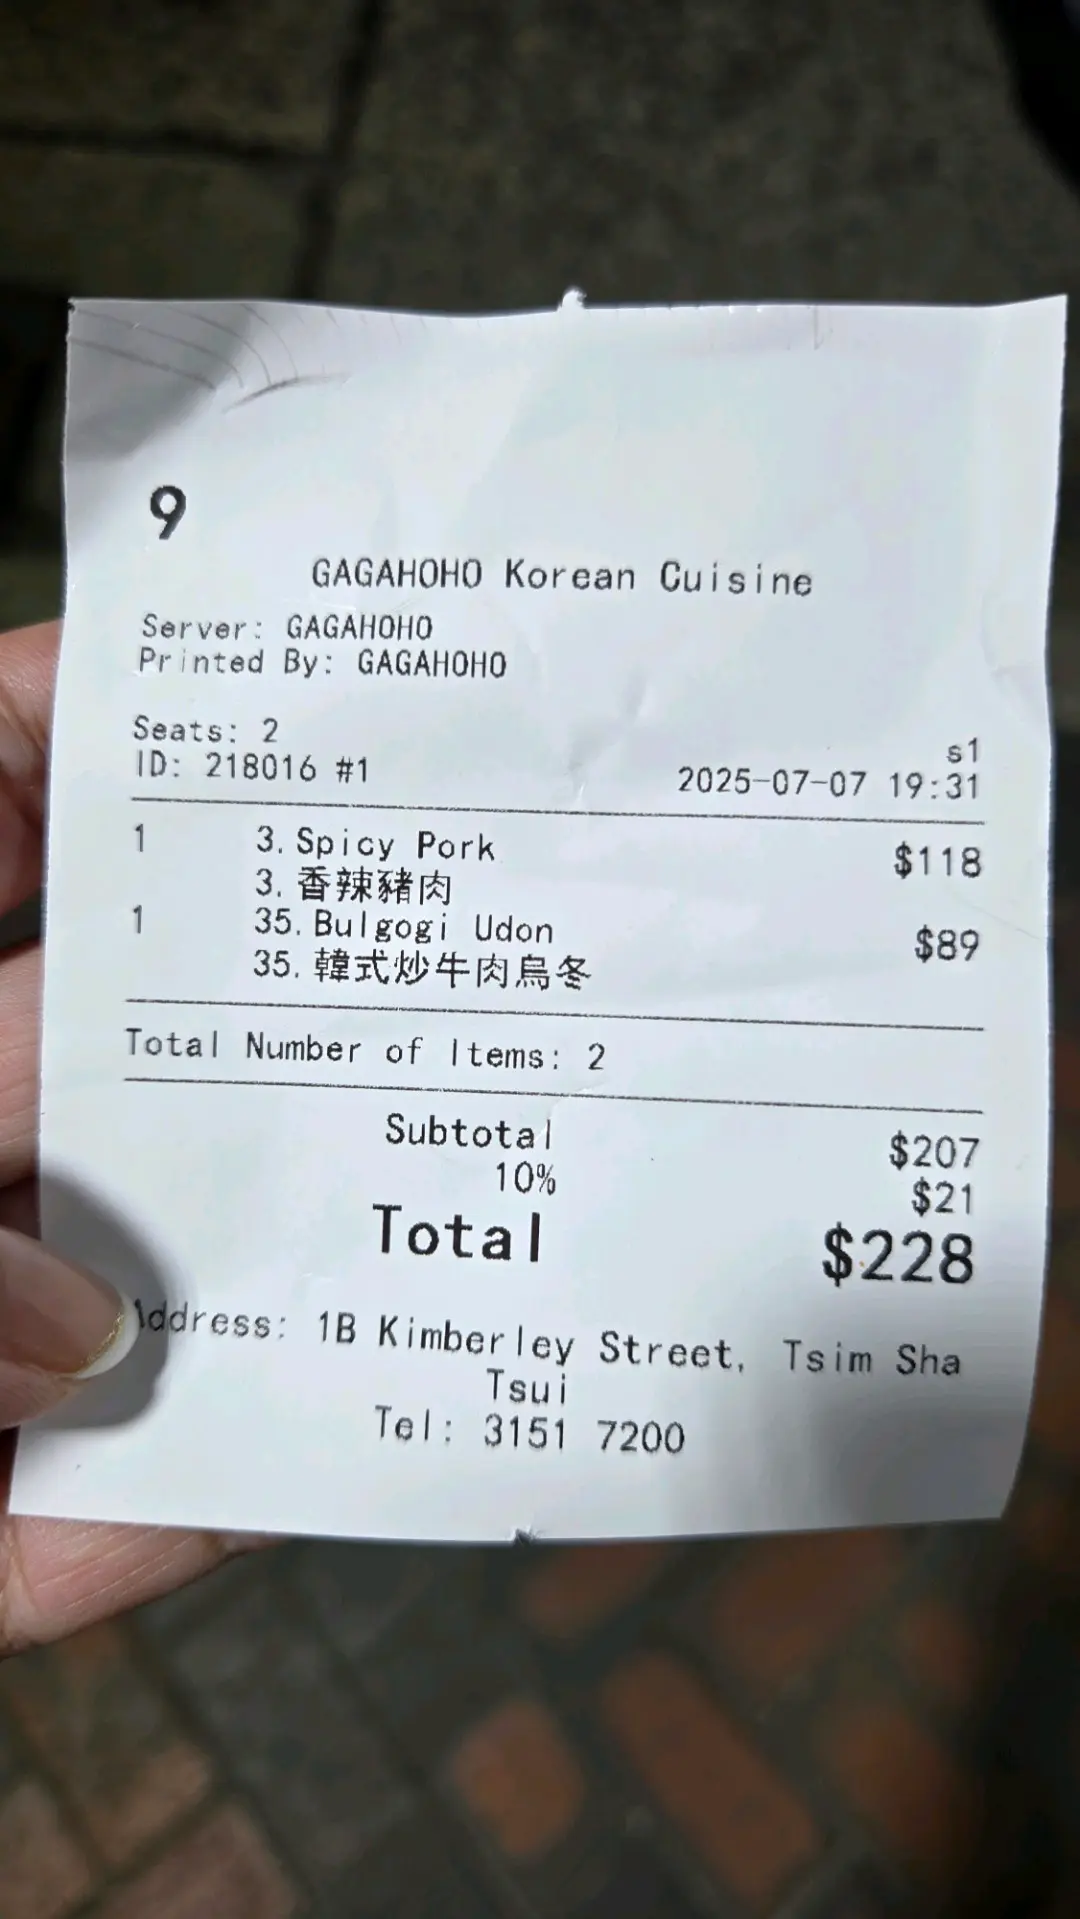 9
GAGAHOHO Korean Cuisine
Server: GAGAHOHO
Printed By: GAGAHOHO
Seats: 2
s1
ID: 218016 #1 2025-07-07 19:31
1 3. Spicy Pork $118
3. 香辣豬肉
1 35. Bulgogi Udon $89
35. 韓式炒牛肉烏冬
Total Number of Items: 2
Subtotal $207
10% $21
Total $228
Address: 1B Kimberley Street, Tsim Sha
Tsui
Tel: 3151 7200